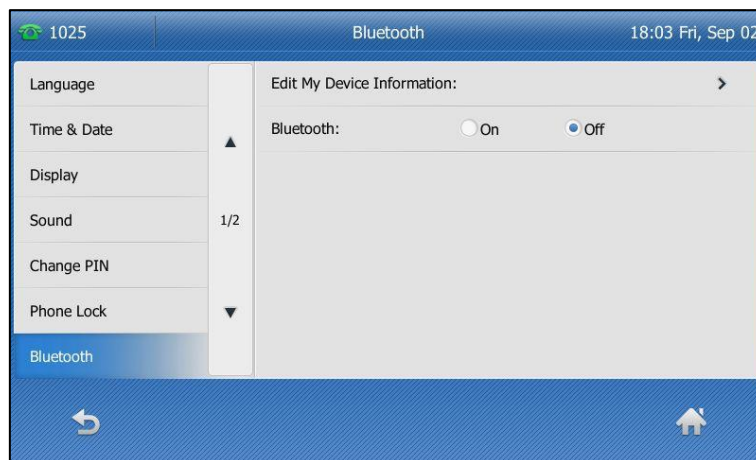 1025 Bluetooth 18:03 Fri, Sep 02
Language
Edit My Device Information:
Time & Date
Bluetooth: On Off
Display
Sound
1/2
Change PIN
Phone Lock
Bluetooth